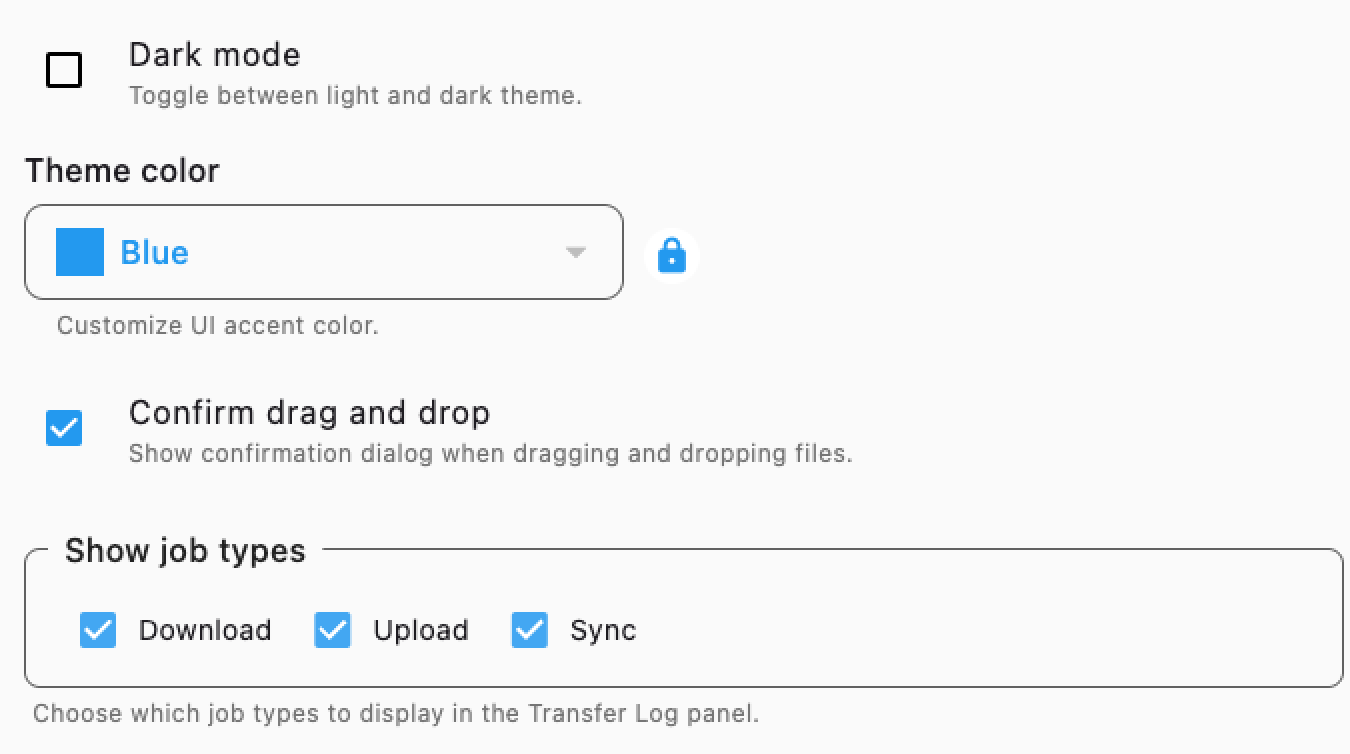 Dark mode
Toggle between light and dark theme.
Theme color
Blue
Customize UI accent color.
Confirm drag and drop
Show confirmation dialog when dragging and dropping files.
Show job types
Download Upload Sync
Choose which job types to display in the Transfer Log panel.